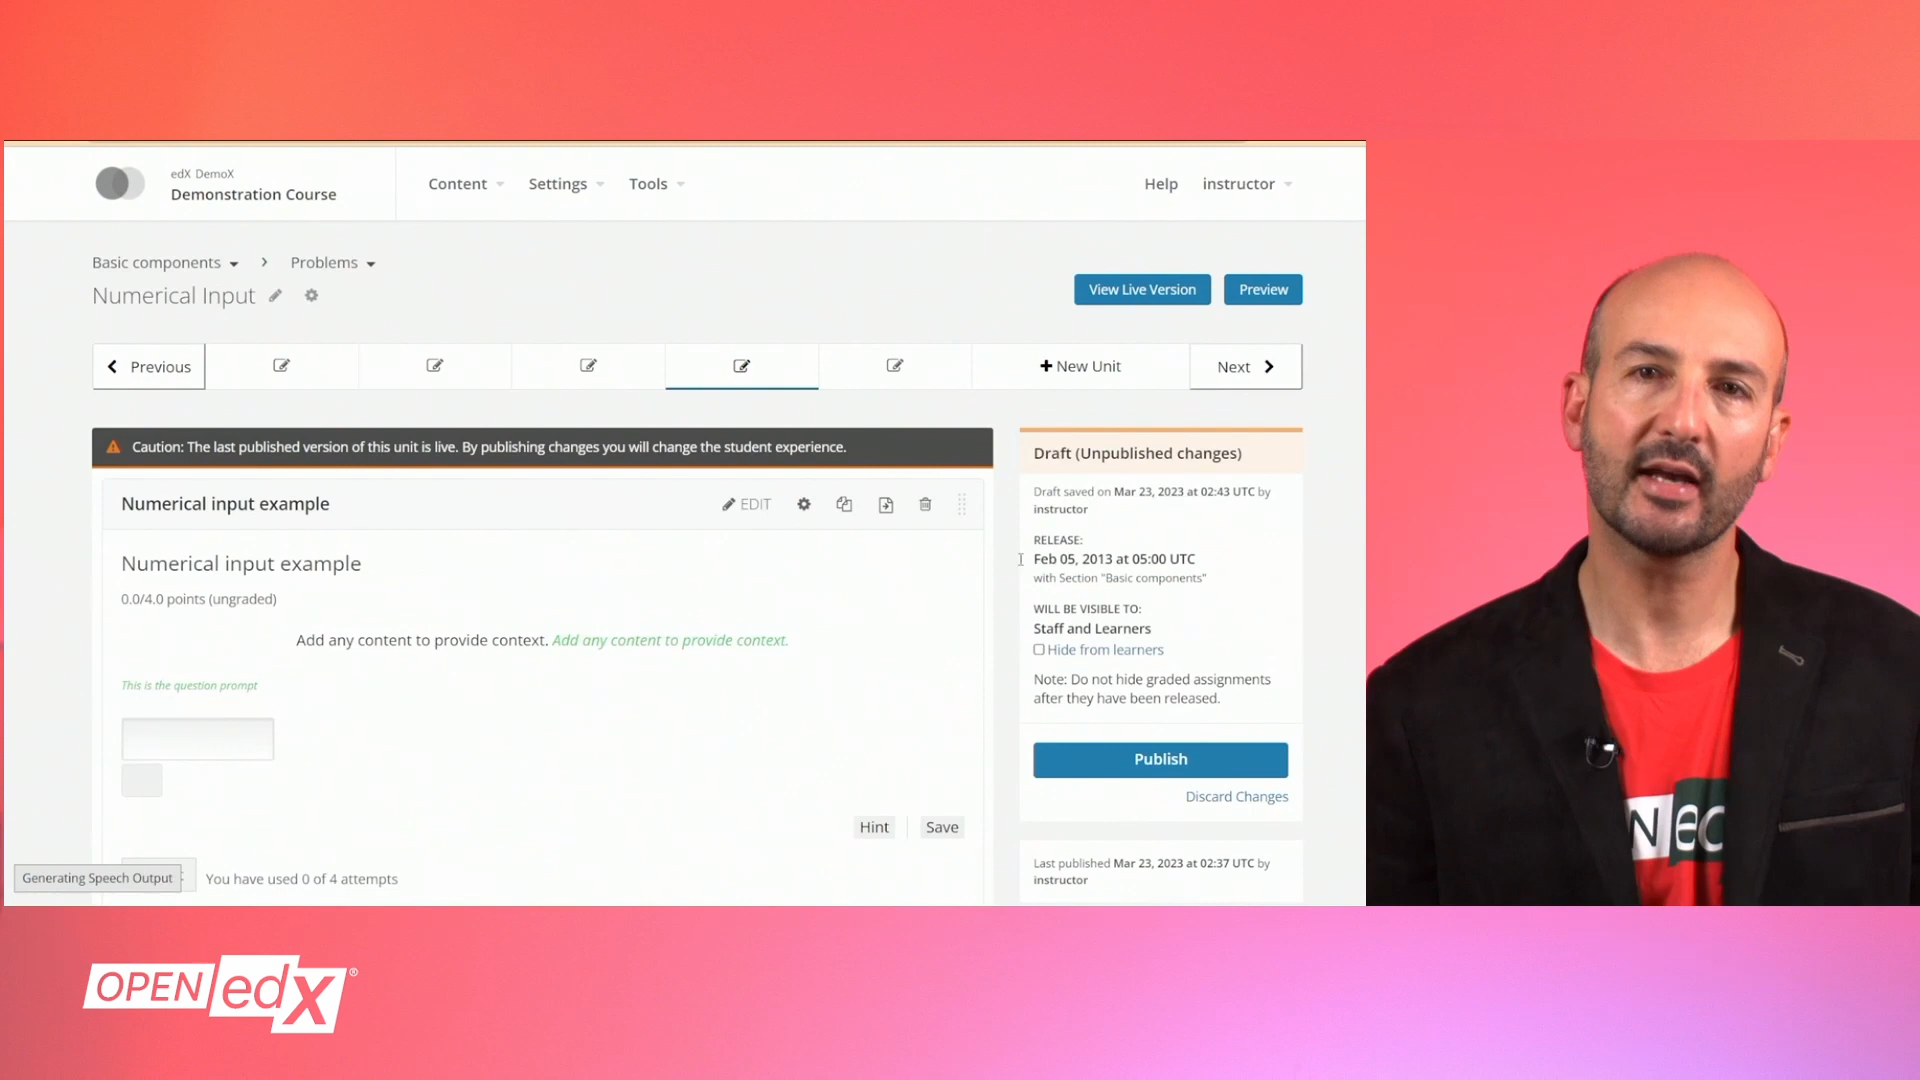 edX DemoX
Demonstration Course
Content
Settings
Tools
Help
instructor
Basic components
Problems
Numerical Input
View Live Version
Preview
Previous
New Unit
Next
Caution: The last published version of this unit is live. By publishing changes you will change the student experience.
Numerical input example
EDIT
Numerical input example
0.0/4.0 points (ungraded)
Add any content to provide context. Add any content to provide context.
This is the question prompt
Hint
Save
Generating Speech Output
You have used 0 of 4 attempts
Draft (Unpublished changes)
Draft saved on Mar 23, 2023 at 02:43 UTC by
instructor
RELEASE:
Feb 05, 2013 at 05:00 UTC
with Section "Basic components"
WILL BE VISIBLE TO:
Staff and Learners
Hide from learners
Note: Do not hide graded assignments
after they have been released.
Publish
Discard Changes
Last published Mar 23, 2023 at 02:37 UTC by
instructor
OPEN edX®